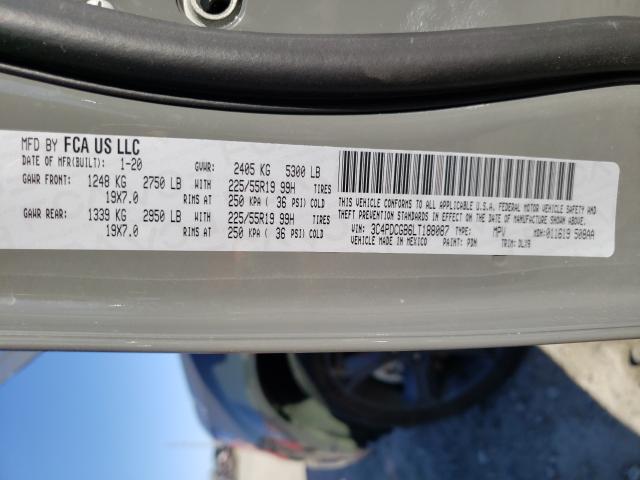 MFD BY FCA US LLC
DATE OF MFR(BUILT): 1-20 GVWR: 2405 KG 5300 LB
GAWR FRONT: 1248 KG 2750 LB WITH 225/55R19 99H TIRES
19X7.0 RIMS AT 250 KPA ( 36 PSI) COLD
GAWR REAR: 1339 KG 2950 LB WITH 225/55R19 99H TIRES
19X7.0 RIMS AT 250 KPA ( 36 PSI) COLD
THIS VEHICLE CONFORMS TO ALL APPLICABLE U.S.A. FEDERAL MOTOR VEHICLE SAFETY AND
THEFT PREVENTION STANDARDS IN EFFECT ON THE DATE OF MANUFACTURE SHOWN ABOVE.
VIN: 3C4PDCGB6LT188087 TYPE: MPV MDH: 011619 508AA
VEHICLE MADE IN MEXICO PAINT: PDN TRIM: DLX9